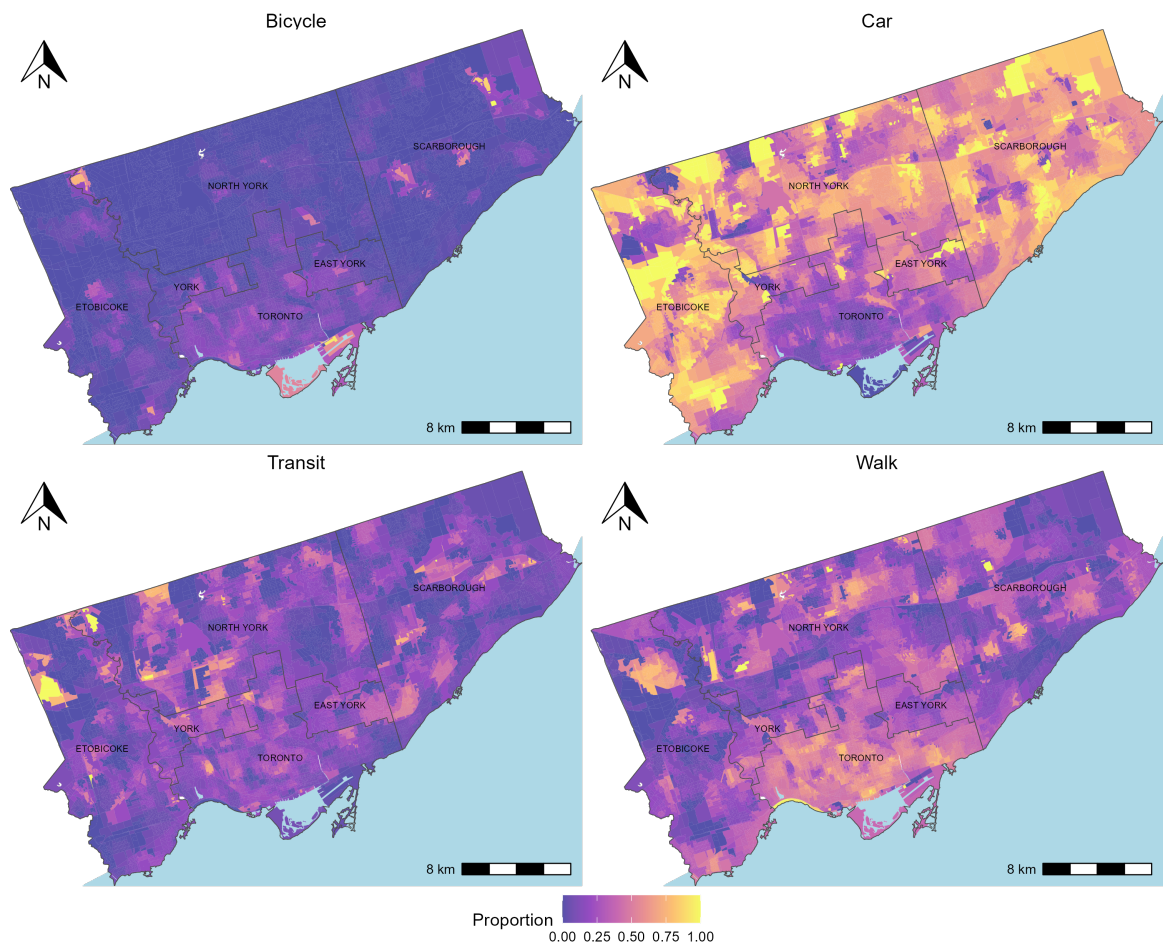 Bicycle
N
SCARBOROUGH
NORTH YORK
EAST YORK
YORK
ETOBICOKE
TORONTO
8 km
Car
N
SCARBOROUGH
NORTH YORK
EAST YORK
YORK
ETOBICOKE
TORONTO
8 km
Transit
N
SCARBOROUGH
NORTH YORK
EAST YORK
YORK
ETOBICOKE
TORONTO
8 km
Walk
N
SCARBOROUGH
NORTH YORK
EAST YORK
YORK
ETOBICOKE
TORONTO
8 km
Proportion
0.00 0.25 0.50 0.75 1.00